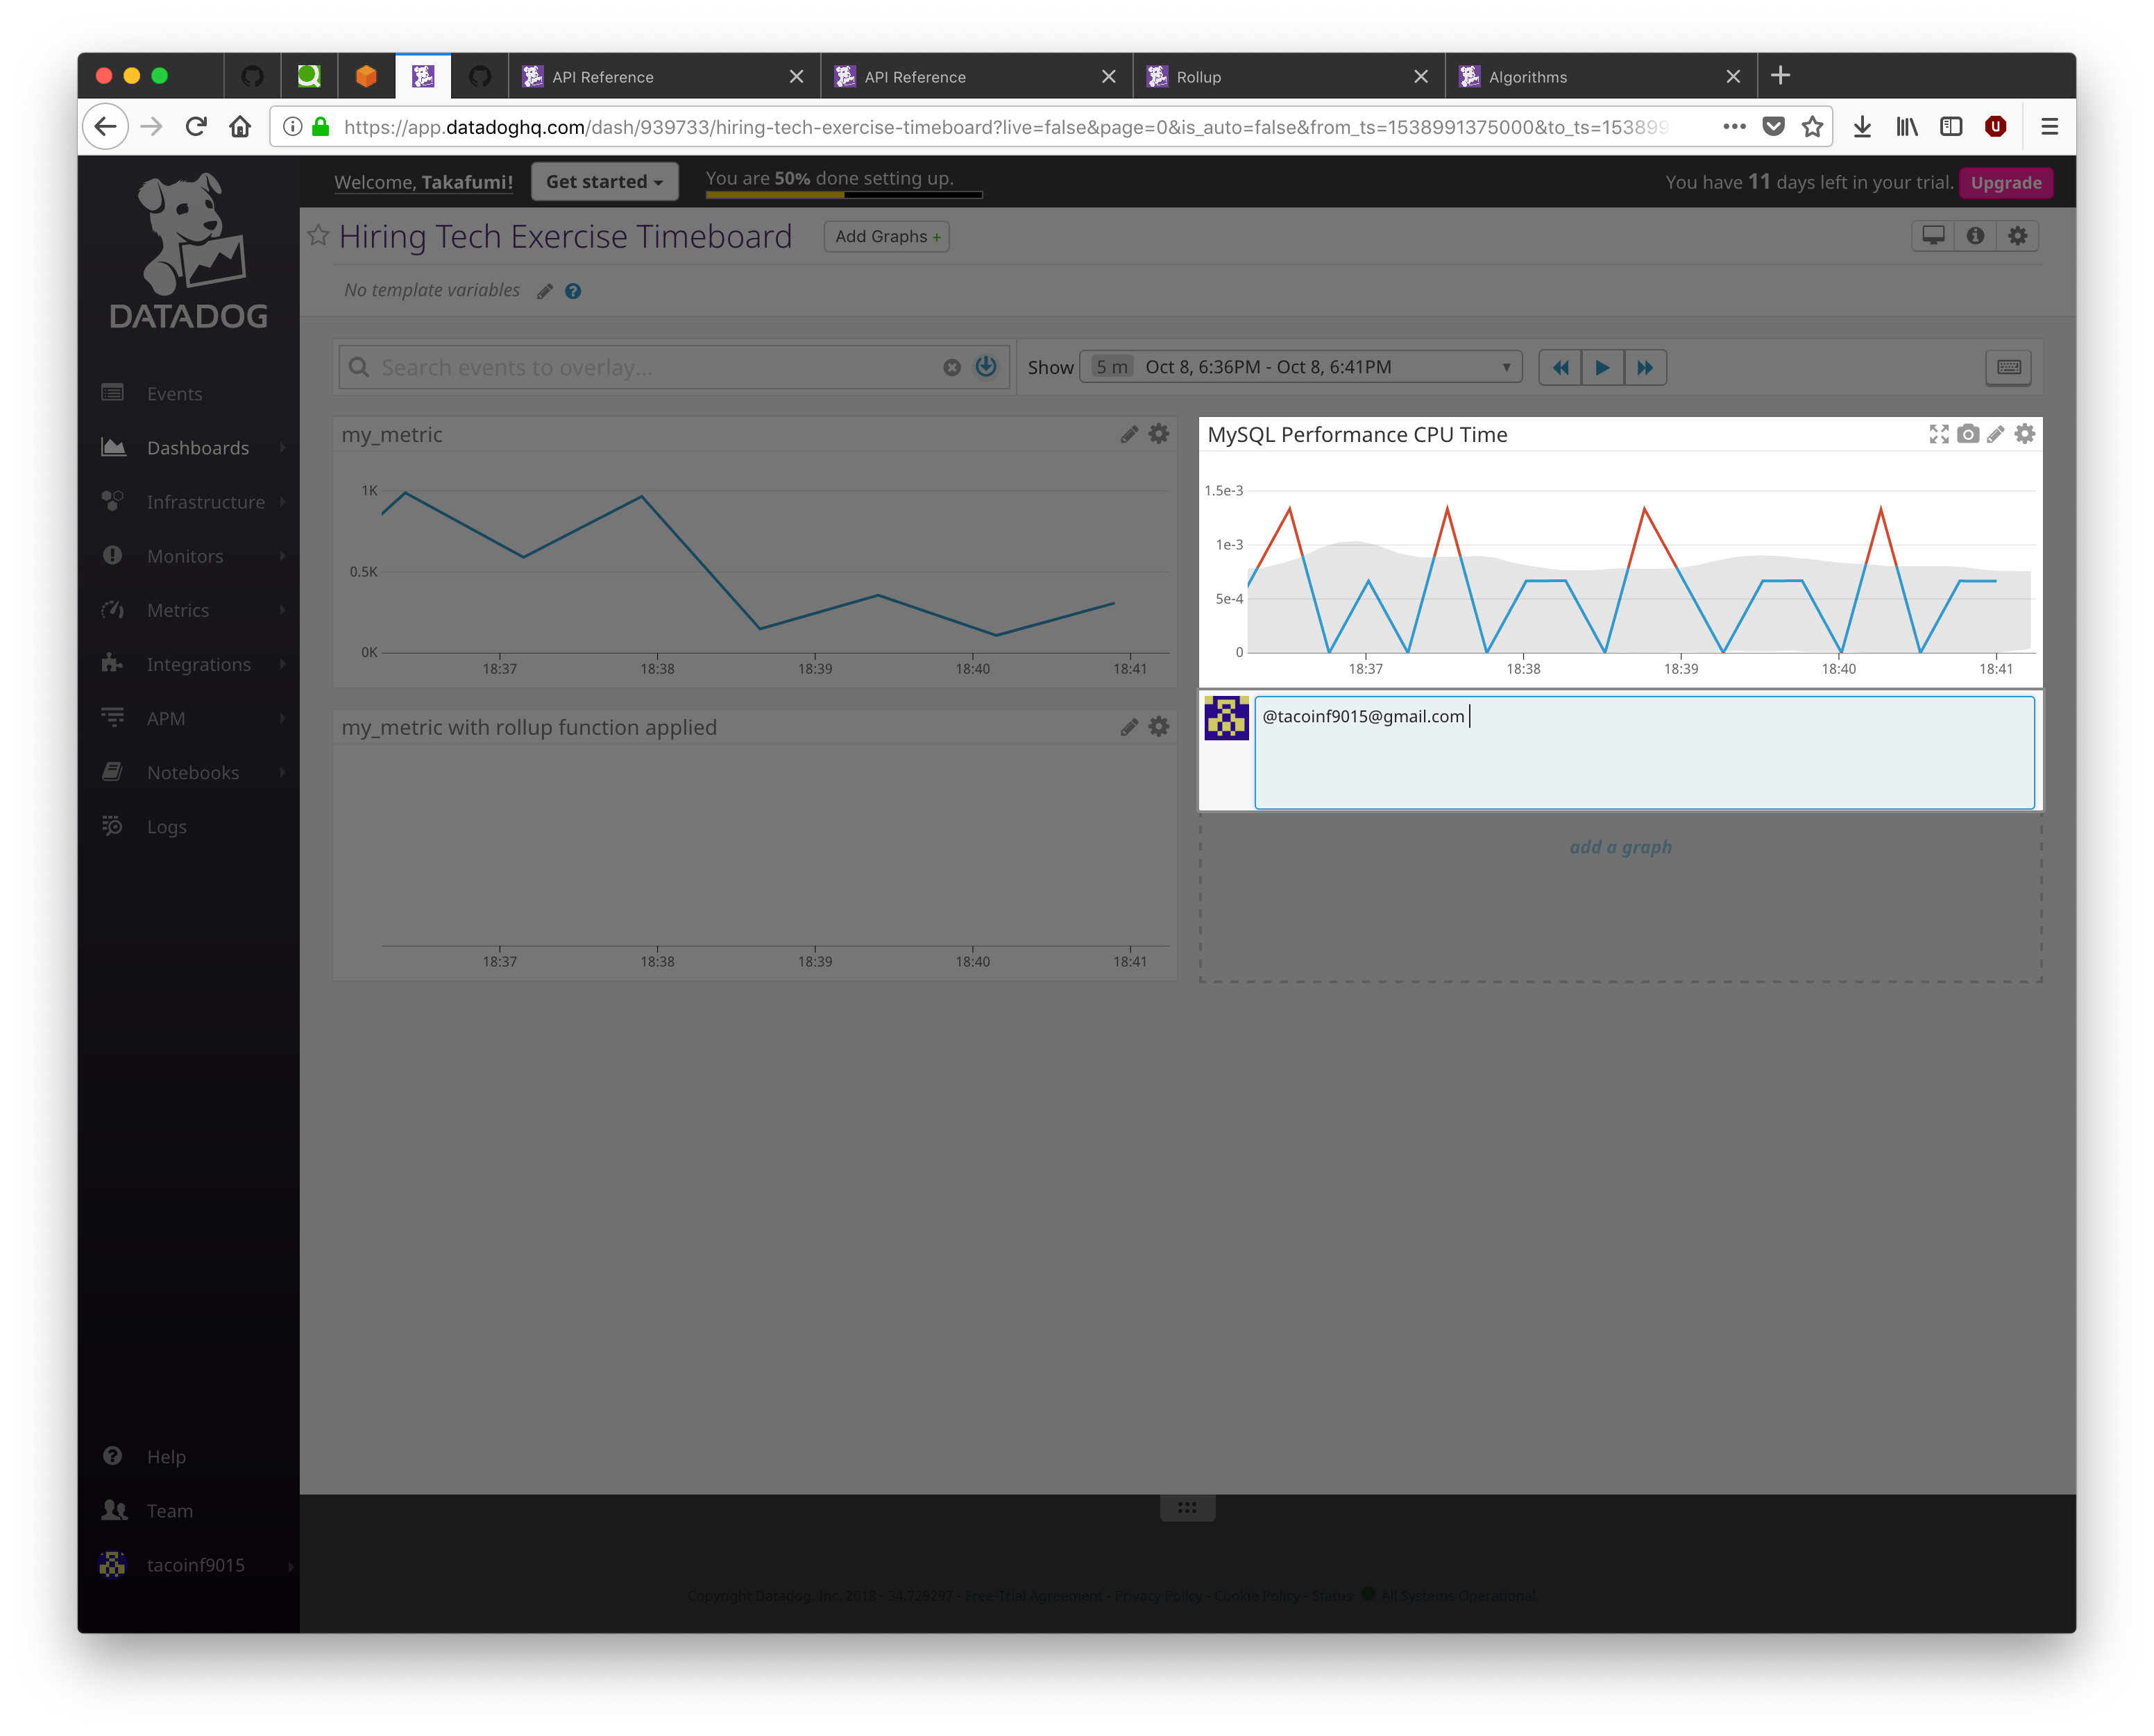 API Reference
API Reference
Rollup
Algorithms
https://app.datadoghq.com/dash/939733/hiring-tech-exercise-timeboard?live=false&page=0&is_auto=false&from_ts=1538991375000&to_ts=153899
DATADOG
Events
Dashboards
Infrastructure
Monitors
Metrics
Integrations
APM
Notebooks
Logs
Help
Team
tacoinf9015
Welcome, Takafumi!
Get started
You are 50% done setting up.
You have 11 days left in your trial.
Upgrade
Hiring Tech Exercise Timeboard
Add Graphs +
No template variables
Search events to overlay...
Show
5 m Oct 8, 6:36PM - Oct 8, 6:41PM
my_metric
1K
0.5K
0K
18:37 18:38 18:39 18:40 18:41
MySQL Performance CPU Time
1.5e-3
1e-3
5e-4
0
18:37 18:38 18:39 18:40 18:41
@tacoinf9015@gmail.com
my_metric with rollup function applied
18:37 18:38 18:39 18:40 18:41
add a graph
Copyright Datadog, Inc. 2018 - 34.729297 - Free Trial Agreement - Privacy Policy - Cookie Policy - Status All Systems Operational